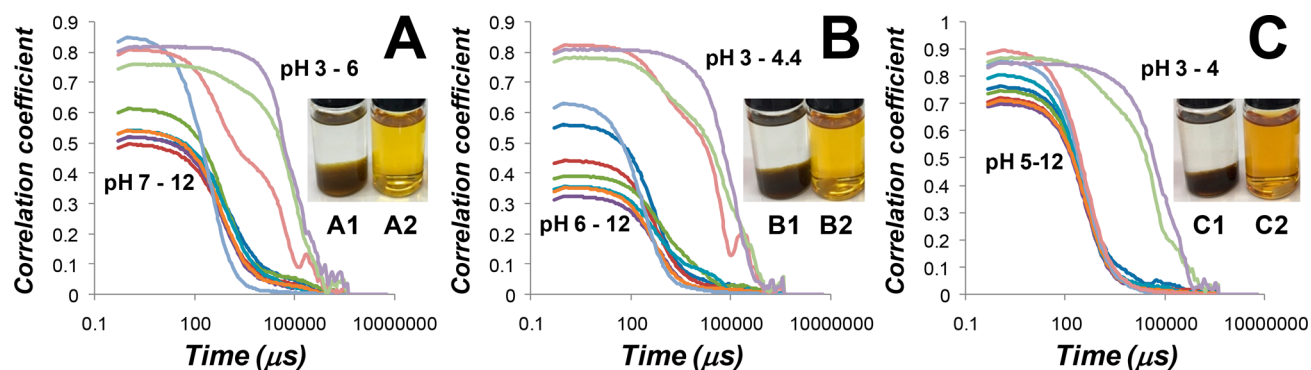 A
Correlation coefficient
0.9
0.8
0.7
0.6
0.5
0.4
0.3
0.2
0.1
0
pH 3 - 6
pH 7 - 12
A1 A2
0.1 100 100000 10000000
Time (μs)
B
Correlation coefficient
0.9
0.8
0.7
0.6
0.5
0.4
0.3
0.2
0.1
0
pH 3 - 4.4
pH 6 - 12
B1 B2
0.1 100 100000 10000000
Time (μs)
C
Correlation coefficient
1
0.9
0.8
0.7
0.6
0.5
0.4
0.3
0.2
0.1
0
pH 3 - 4
pH 5-12
C1 C2
0.1 100 100000 10000000
Time (μs)